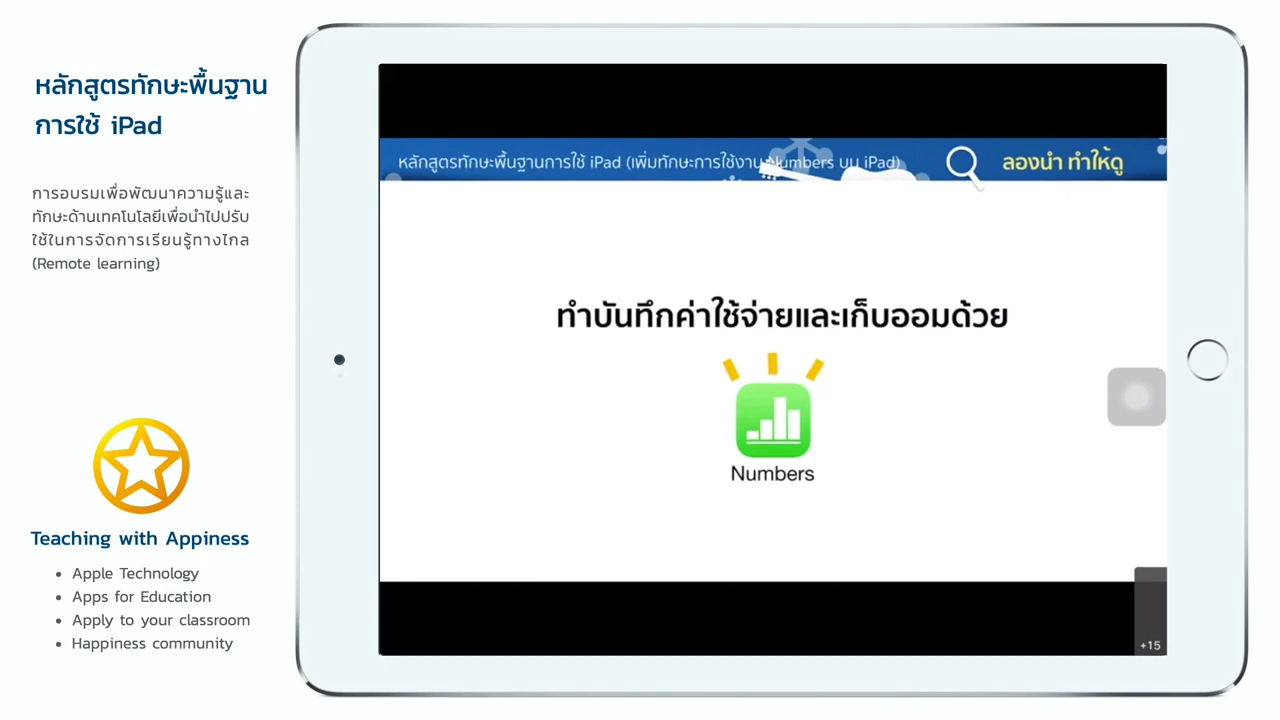 หลักสูตรทักษะพื้นฐาน
การใช้ iPad
การอบรมเพื่อพัฒนาความรู้และ
ทักษะด้านเทคโนโลยีเพื่อนำไปปรับ
ใช้ในการจัดการเรียนรู้ทางไกล
(Remote learning)
Teaching with Appiness
• Apple Technology
• Apps for Education
• Apply to your classroom
• Happiness community
หลักสูตรทักษะพื้นฐานการใช้ iPad (เพิ่มทักษะการใช้งาน Numbers บน iPad)
ลองนำ ทำให้ดู
ทำบันทึกค่าใช้จ่ายและเก็บออมด้วย
Numbers
+15